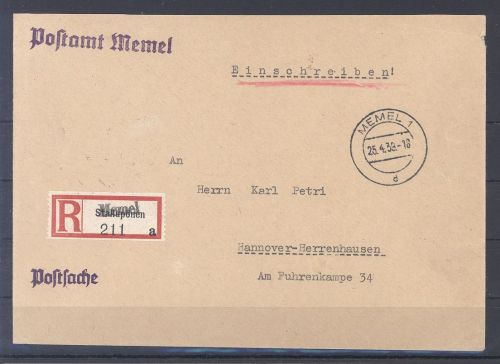 Postamt Memel
Einschreiben!
MEMEL 1
25.4.39.-18
d
An
Herrn Karl Petri
R
Memel
Stallupönen
211 a
Hannover-Herrenhausen
Postsache
Am Fuhrenkampe 34